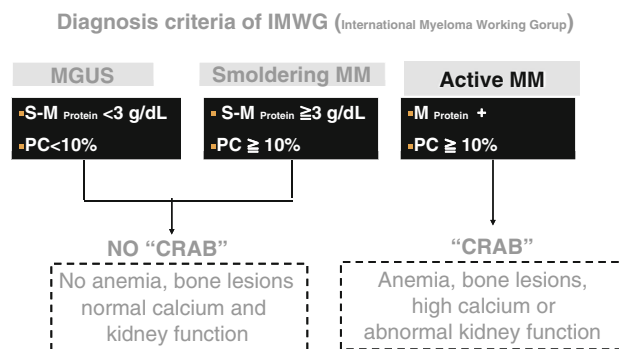 Diagnosis criteria of IMWG (International Myeloma Working Gorup)
MGUS
▪S-M Protein <3 g/dL
▪PC<10%
Smoldering MM
▪ S-M Protein ≧3 g/dL
▪PC ≧ 10%
Active MM
▪M Protein +
▪PC ≧ 10%
NO “CRAB”
No anemia, bone lesions
normal calcium and
kidney function
“CRAB”
Anemia, bone lesions,
high calcium or
abnormal kidney function